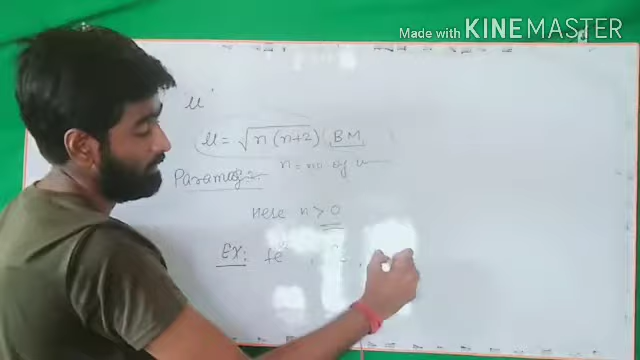 Made with KINEMASTER
μ
μ = √n(n+2) BM
n = no of u
Paramag
Here n > 0
Ex: fe